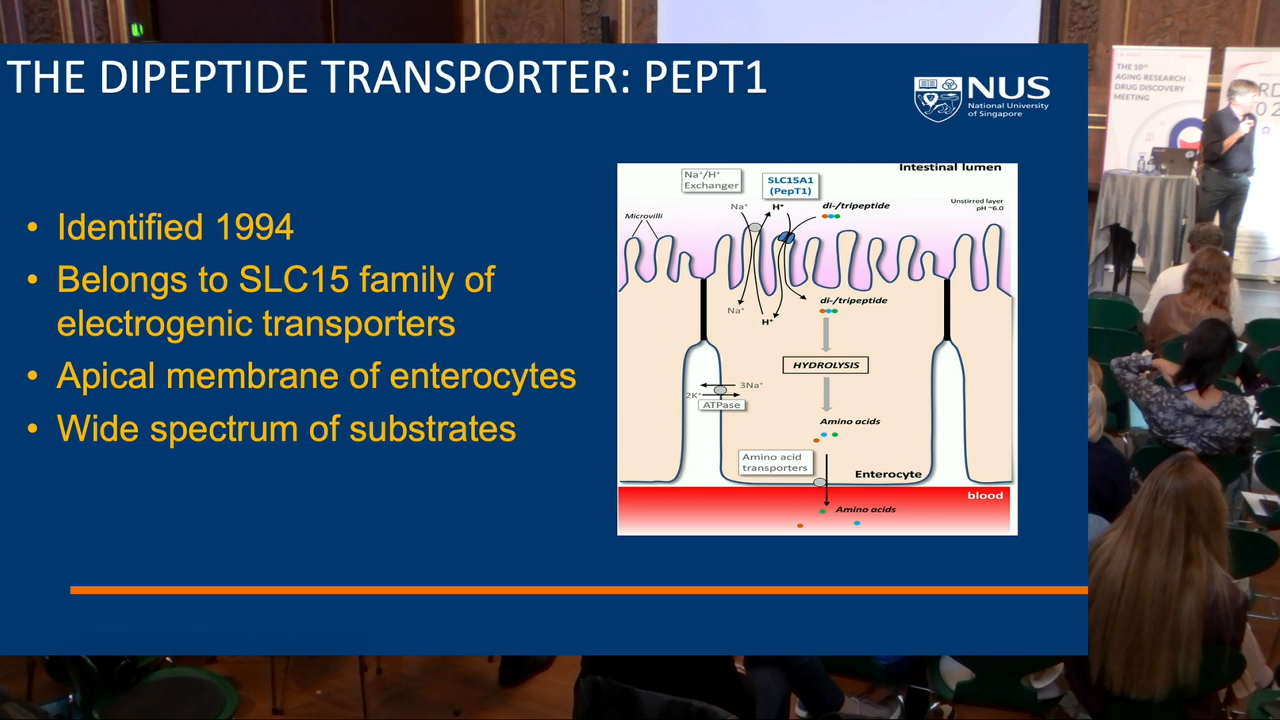 THE DIPEPTIDE TRANSPORTER: PEPT1
NUS
National University
of Singapore
• Identified 1994
• Belongs to SLC15 family of
electrogenic transporters
• Apical membrane of enterocytes
• Wide spectrum of substrates
Intestinal lumen
Na⁺/H⁺
Exchanger
SLC15A1
(PepT1)
Na⁺
H⁺
di-/tripeptide
Unstirred layer
pH ~6.0
Microvilli
di-/tripeptide
Na⁺
H⁺
HYDROLYSIS
3Na⁺
2K⁺
ATPase
Amino acids
Amino acid
transporters
Enterocyte
blood
Amino acids
THE 10th
AGING RESEARCH
DRUG DISCOVERY
MEETING